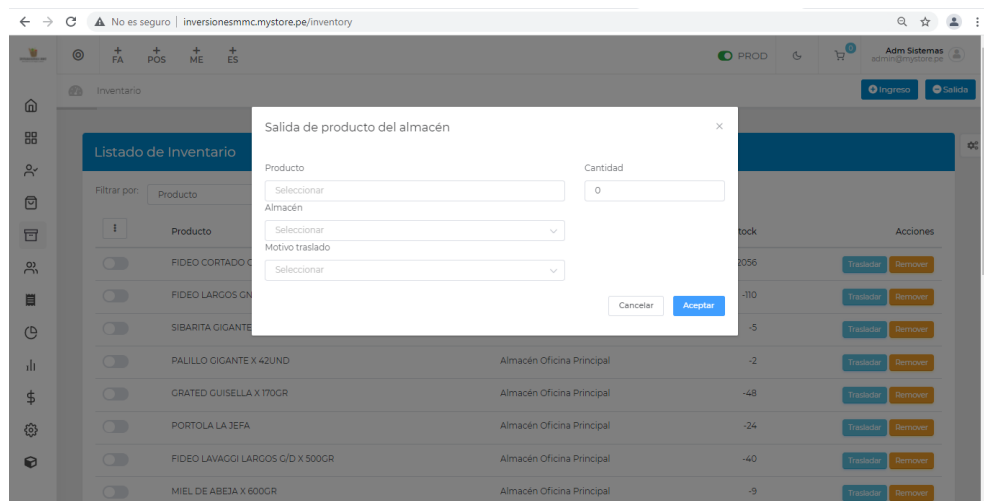 No es seguro | inversionesmmc.mystore.pe/inventory
+ FA + POS + ME + ES PROD 0 Adm Sistemas
admin@mystore.pe
Inventario Ingreso Salida
Salida de producto del almacén ×
Listado de Inventario
Producto Cantidad
Filtrar por: Producto Seleccionar 0
Almacén
Producto Seleccionar tock Acciones
Motivo traslado
FIDEO CORTADO Seleccionar 2056 Trasladar Remover
FIDEO LARGOS GN -110 Trasladar Remover
Cancelar Aceptar
SIBARITA GIGANTE -5 Trasladar Remover
PALILLO GIGANTE X 42UND Almacén Oficina Principal -2 Trasladar Remover
GRATED GUISELLA X 170GR Almacén Oficina Principal -48 Trasladar Remover
PORTOLA LA JEFA Almacén Oficina Principal -24 Trasladar Remover
FIDEO LAVAGGI LARGOS G/D X 500GR Almacén Oficina Principal -40 Trasladar Remover
MIEL DE ABEJA X 600GR Almacén Oficina Principal -9 Trasladar Remover